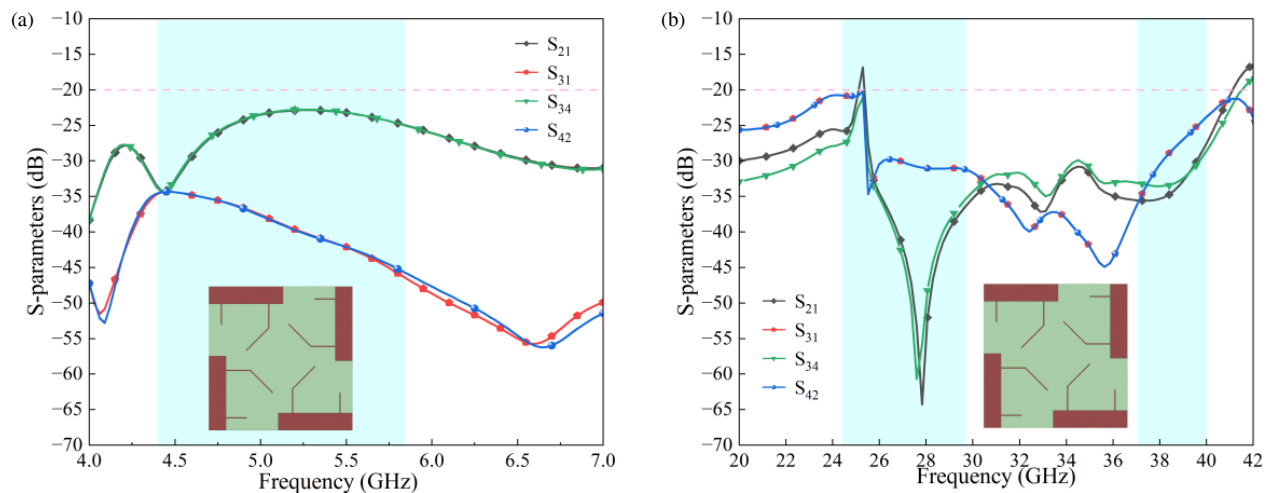 (a)
−10
−15
−20
−25
−30
−35
−40
−45
−50
−55
−60
−65
−70
S-parameters (dB)
S21
S31
S34
S42
4.0 4.5 5.0 5.5 6.0 6.5 7.0
Frequency (GHz)
(b)
−10
−15
−20
−25
−30
−35
−40
−45
−50
−55
−60
−65
−70
S-parameters (dB)
S21
S31
S34
S42
20 22 24 26 28 30 32 34 36 38 40 42
Frequency (GHz)